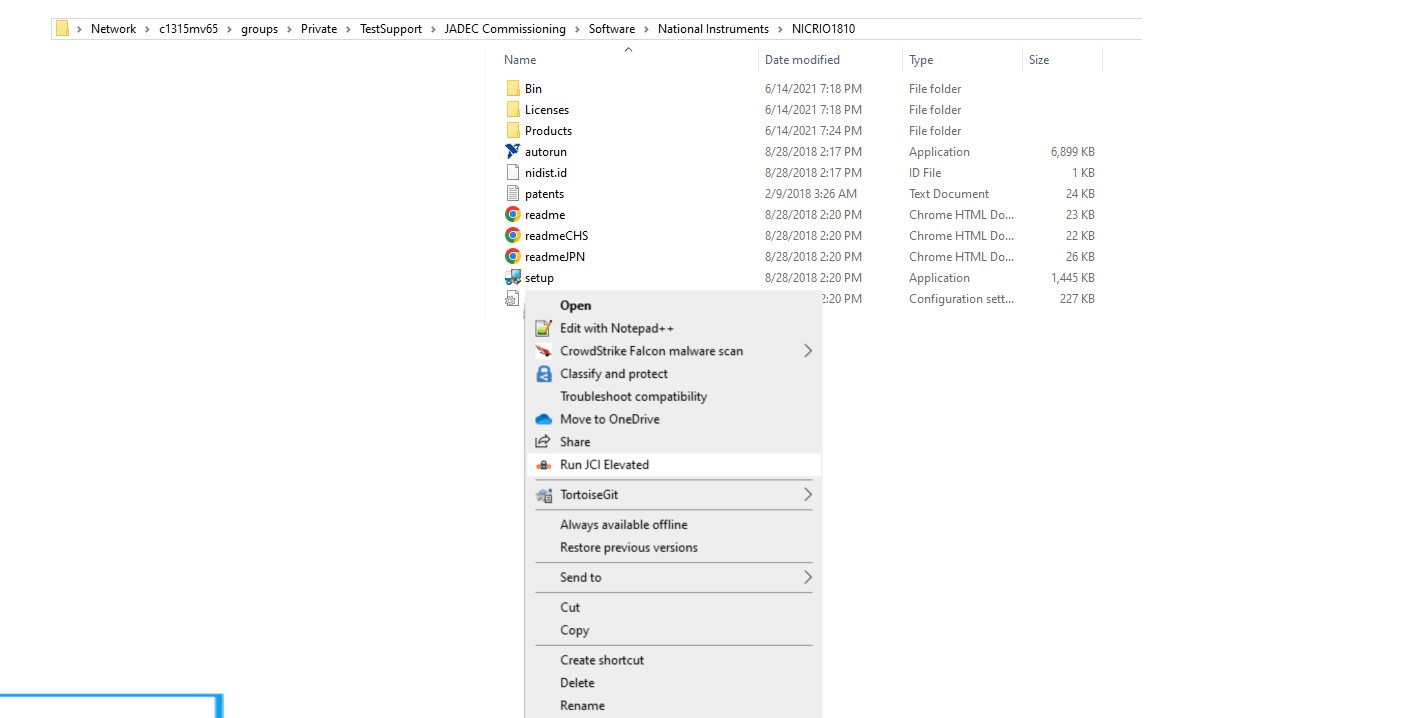 Network > c1315mv65 > groups > Private > TestSupport > JADEC Commissioning > Software > National Instruments > NICRIO1810
Name Date modified Type Size
Bin 6/14/2021 7:18 PM File folder
Licenses 6/14/2021 7:18 PM File folder
Products 6/14/2021 7:24 PM File folder
autorun 8/28/2018 2:17 PM Application 6,899 KB
nidist.id 8/28/2018 2:17 PM ID File 1 KB
patents 2/9/2018 3:26 AM Text Document 24 KB
readme 8/28/2018 2:20 PM Chrome HTML Do... 23 KB
readmeCHS 8/28/2018 2:20 PM Chrome HTML Do... 22 KB
readmeJPN 8/28/2018 2:20 PM Chrome HTML Do... 26 KB
setup 8/28/2018 2:20 PM Application 1,445 KB
2:20 PM Configuration sett... 227 KB
Open
Edit with Notepad++
CrowdStrike Falcon malware scan
Classify and protect
Troubleshoot compatibility
Move to OneDrive
Share
Run JCI Elevated
TortoiseGit
Always available offline
Restore previous versions
Send to
Cut
Copy
Create shortcut
Delete
Rename